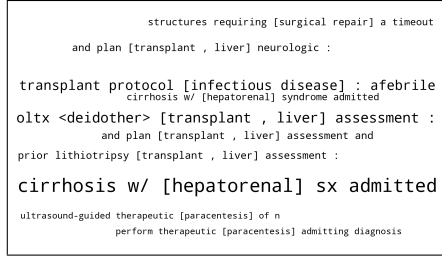 structures requiring [surgical repair] a timeout
and plan [transplant , liver] neurologic :
transplant protocol [infectious disease] : afebrile
cirrhosis w/ [hepatorenal] syndrome admitted
oltx <deidother> [transplant , liver] assessment :
and plan [transplant , liver] assessment and
prior lithiotripsy [transplant , liver] assessment :
cirrhosis w/ [hepatorenal] sx admitted
ultrasound-guided therapeutic [paracentesis] of n
perform therapeutic [paracentesis] admitting diagnosis